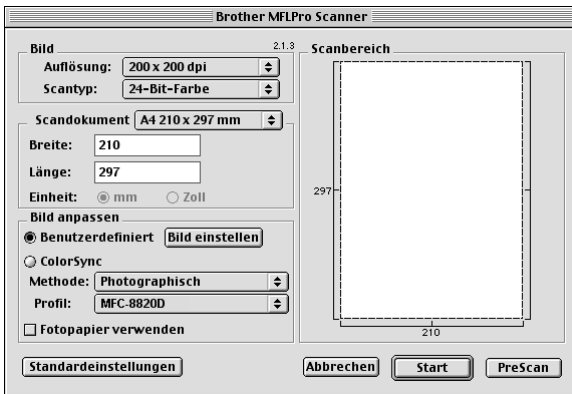 Brother MFLPro Scanner
Bild
2.1.3
Auflösung: 200 x 200 dpi
Scantyp: 24-Bit-Farbe
Scandokument A4 210 x 297 mm
Breite: 210
Länge: 297
Einheit: mm Zoll
Bild anpassen
Benutzerdefiniert Bild einstellen
ColorSync
Methode: Photographisch
Profil: MFC-8820D
Fotopapier verwenden
Scanbereich
297
210
Standardeinstellungen Abbrechen Start PreScan